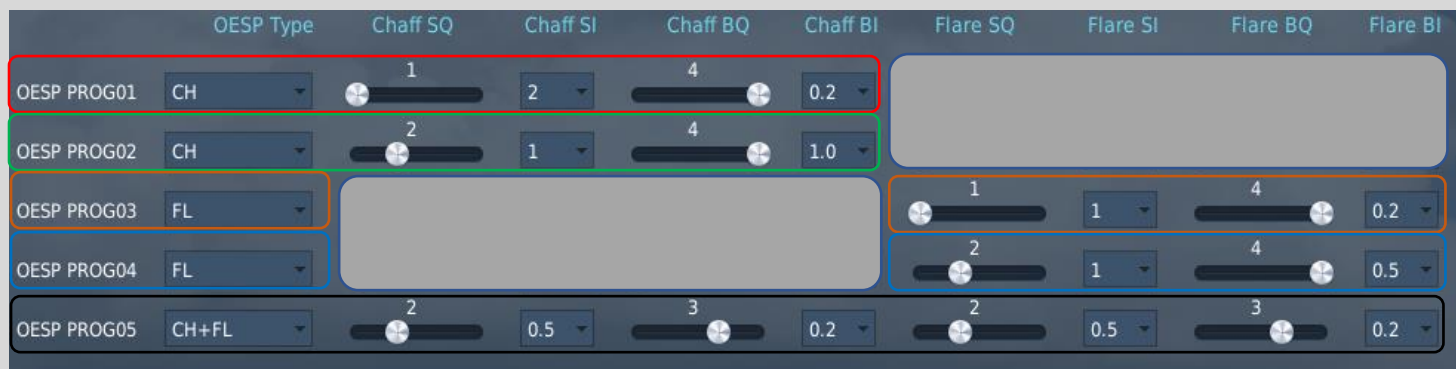 OESP Type Chaff SQ Chaff SI Chaff BQ Chaff BI Flare SQ Flare SI Flare BQ Flare BI
OESP PROG01 CH 1 2 4 0.2
OESP PROG02 CH 2 1 4 1.0
OESP PROG03 FL 1 1 4 0.2
OESP PROG04 FL 2 1 4 0.5
OESP PROG05 CH+FL 2 0.5 3 0.2 2 0.5 3 0.2